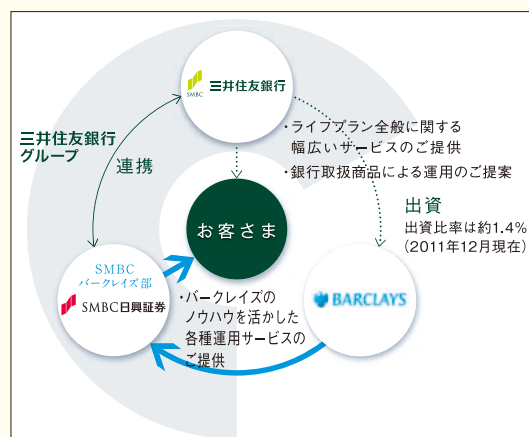 SMBC
三井住友銀行
三井住友銀行
グループ
連携
・ライフプラン全般に関する
幅広いサービスのご提供
・銀行取扱商品による運用のご提案
お客さま
出資
出資比率は約1.4%
(2011年12月現在)
SMBC
バークレイズ部
SMBC日興証券
・バークレイズの
ノウハウを活かした
各種運用サービスの
ご提供
BARCLAYS